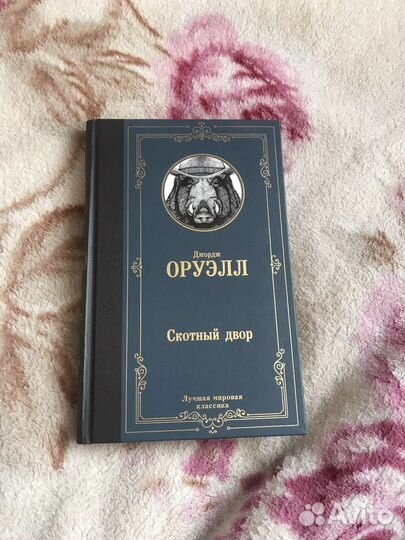 Джордж
ОРУЭЛЛ
Скотный двор
Лучшая мировая
классика
Avito